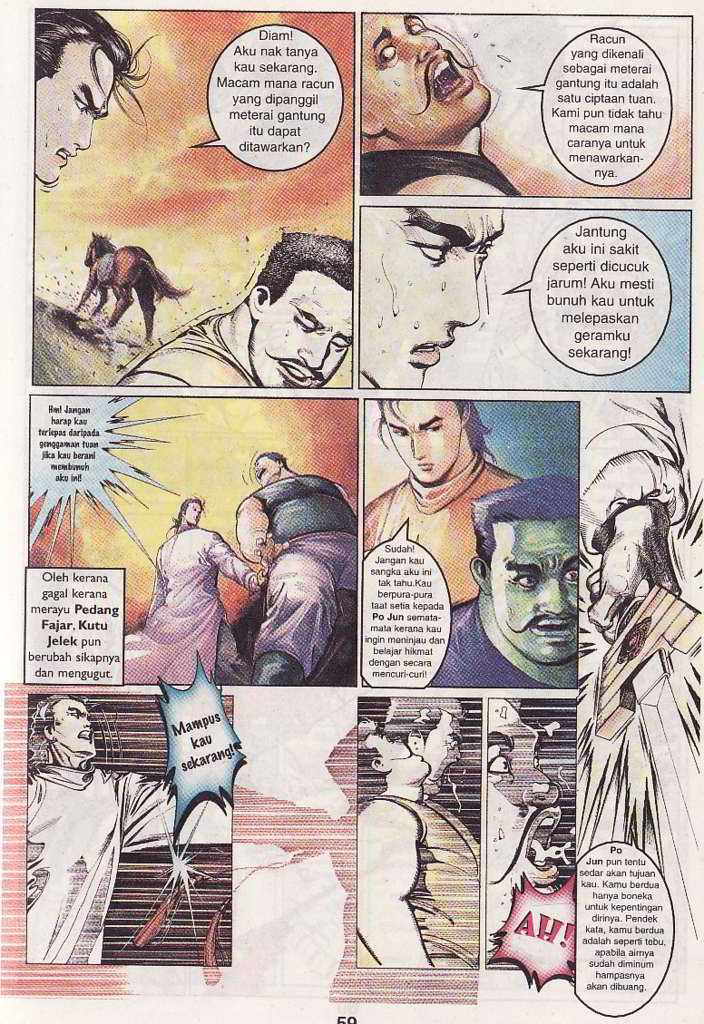 Diam!
Aku nak tanya
kau sekarang.
Macam mana racun
yang dipanggil
meterai gantung
itu dapat
ditawarkan?
Racun
yang dikenali
sebagai meterai
gantung itu adalah
satu ciptaan tuan.
Kami pun tidak tahu
macam mana
caranya untuk
menawarkan-
nya.
Jantung
aku ini sakit
seperti dicucuk
jarum! Aku mesti
bunuh kau untuk
melepaskan
geramku
sekarang!
Hm! Jangan
harap kau
terlepas daripada
genggaman tuan
jika kau berani
membunuh
aku ini!
Oleh kerana
gagal kerana
merayu Pedang
Fajar, Kutu
Jelek pun
berubah sikapnya
dan mengugut.
Sudah!
Jangan kau
sangka aku ini
tak tahu.Kau
berpura-pura
taat setia kepada
Po Jun semata-
mata kerana kau
ingin meninjau dan
belajar hikmat
dengan secara
mencuri-curi!
Mampus
kau
sekarang!
AH!
Po
Jun pun tentu
sedar akan tujuan
kau. Kamu berdua
hanya boneka
untuk kepentingan
dirinya. Pendek
kata, kamu berdua
adalah seperti tebu,
apabila airnya
sudah diminum
hampasnya
akan dibuang.
59